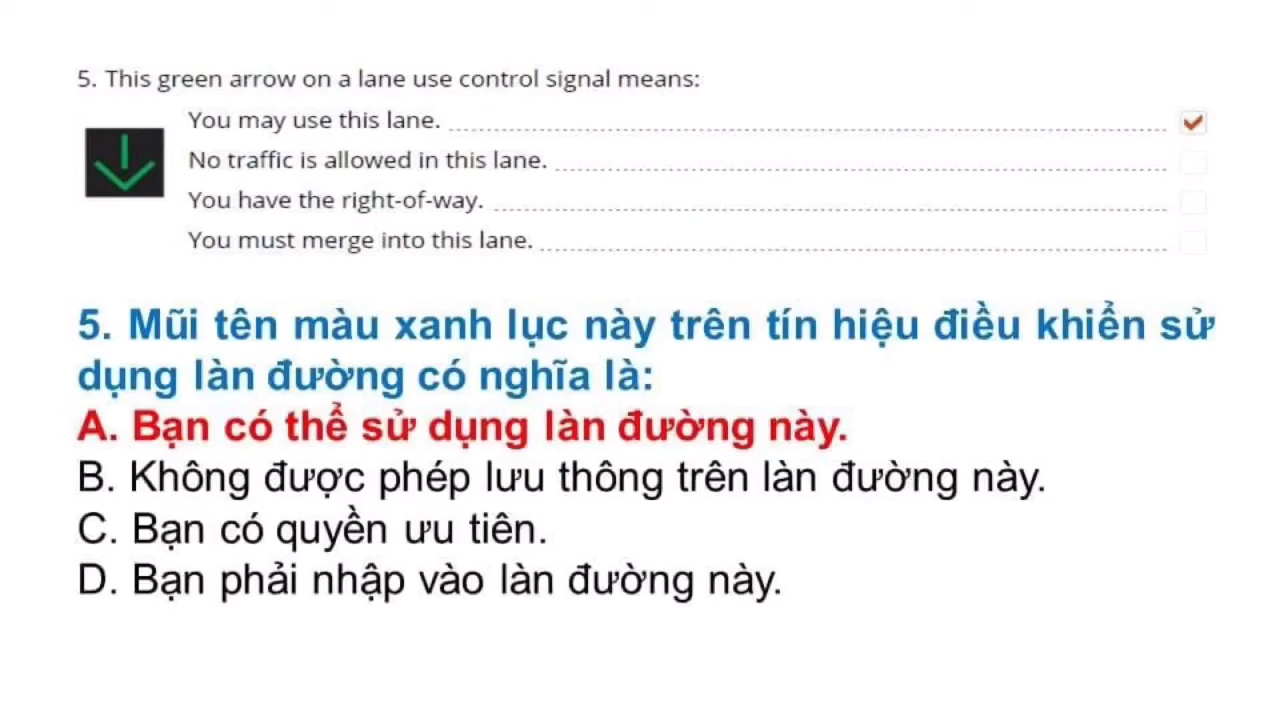 5. This green arrow on a lane use control signal means:
You may use this lane.
No traffic is allowed in this lane.
You have the right-of-way.
You must merge into this lane.
5. Mũi tên màu xanh lục này trên tín hiệu điều khiển sử
dụng làn đường có nghĩa là:
A. Bạn có thể sử dụng làn đường này.
B. Không được phép lưu thông trên làn đường này.
C. Bạn có quyền ưu tiên.
D. Bạn phải nhập vào làn đường này.